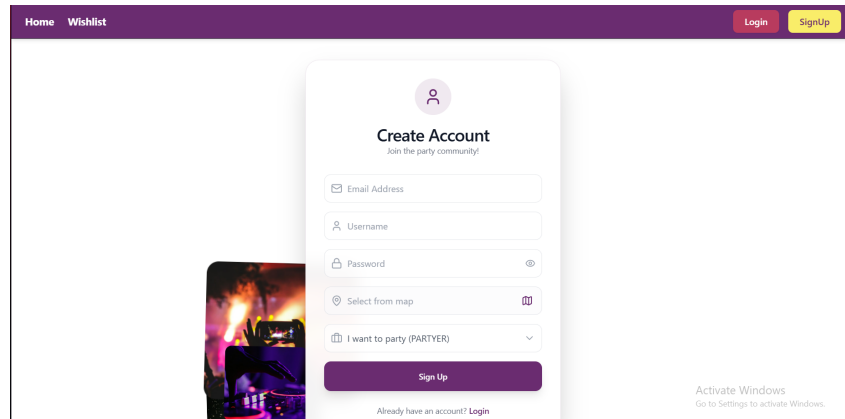 Home Wishlist Login SignUp
Create Account
Join the party community!
Email Address
Username
Password
Select from map
I want to party (PARTYER)
Sign Up
Already have an account? Login
Activate Windows
Go to Settings to activate Windows.